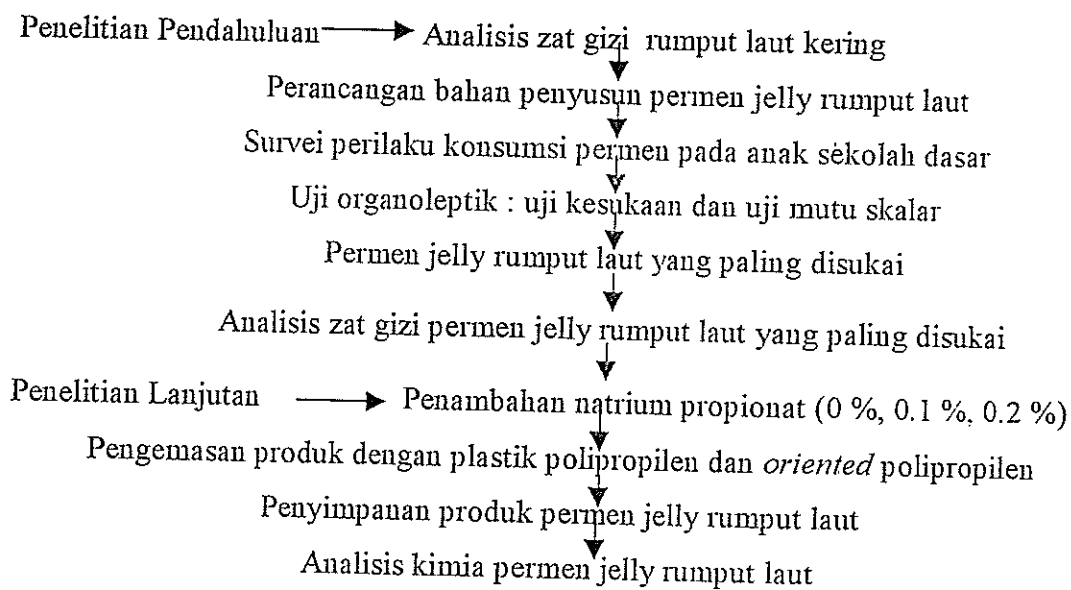 Penelitian Pendahuluan Analisis zat gizi rumput laut kering
Perancangan bahan penyusun permen jelly rumput laut
Survei perilaku konsumsi permen pada anak sekolah dasar
Uji organoleptik : uji kesukaan dan uji mutu skalar
Permen jelly rumput laut yang paling disukai
Analisis zat gizi permen jelly rumput laut yang paling disukai
Penelitian Lanjutan Penambahan natrium propionat (0 %, 0.1 %, 0.2 %)
Pengemasan produk dengan plastik polipropilen dan oriented polipropilen
Penyimpanan produk permen jelly rumput laut
Analisis kimia permen jelly rumput laut